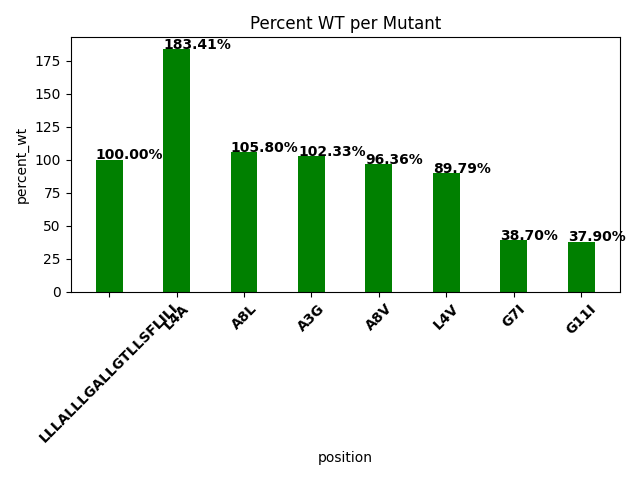 Percent WT per Mutant
percent_wt
175
150
125
100
75
50
25
0
100.00%
183.41%
105.80%
102.33%
96.36%
89.79%
38.70%
37.90%
LLLALLLGALLGTLLSFLILI
L4A
A8L
A3G
A8V
L4V
G7I
G11I
position